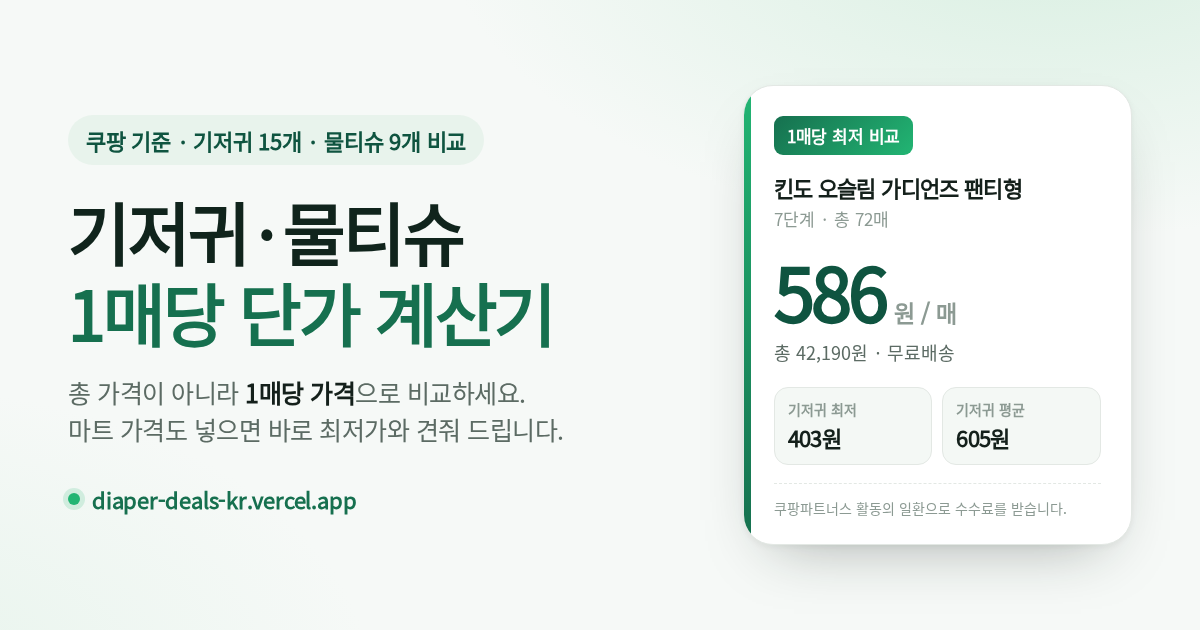 쿠팡 기준 · 기저귀 15개 · 물티슈 9개 비교
기저귀·물티슈
1매당 단가 계산기
총 가격이 아니라 1매당 가격으로 비교하세요.
마트 가격도 넣으면 바로 최저가와 견줘 드립니다.
diaper-deals-kr.vercel.app
1매당 최저 비교
킨도 오슬림 가디언즈 팬티형
7단계 · 총 72매
586 원 / 매
총 42,190원 · 무료배송
기저귀 최저
403원
기저귀 평균
605원
쿠팡파트너스 활동의 일환으로 수수료를 받습니다.